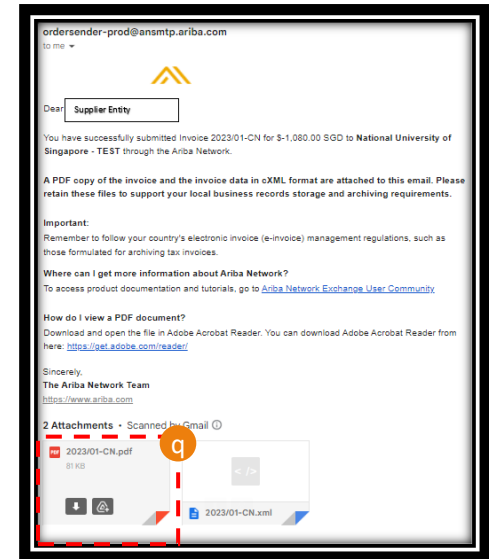 ordersender-prod@ansmtp.ariba.com
to me
Dear Supplier Entity
You have successfully submitted Invoice 2023/01-CN for $-1,080.00 SGD to National University of
Singapore - TEST through the Ariba Network.
A PDF copy of the invoice and the invoice data in cXML format are attached to this email. Please
retain these files to support your local business records storage and archiving requirements.
Important:
Remember to follow your country's electronic invoice (e-invoice) management regulations, such as
those formulated for archiving tax invoices.
Where can I get more information about Ariba Network?
To access product documentation and tutorials, go to Ariba Network Exchange User Community
How do I view a PDF document?
Download and open the file in Adobe Acrobat Reader. You can download Adobe Acrobat Reader from
here: https://get.adobe.com/reader/
Sincerely,
The Ariba Network Team
https://www.ariba.com
2 Attachments • Scanned by Gmail
q
PDF 2023/01-CN.pdf
81 KB
</>
2023/01-CN.xml